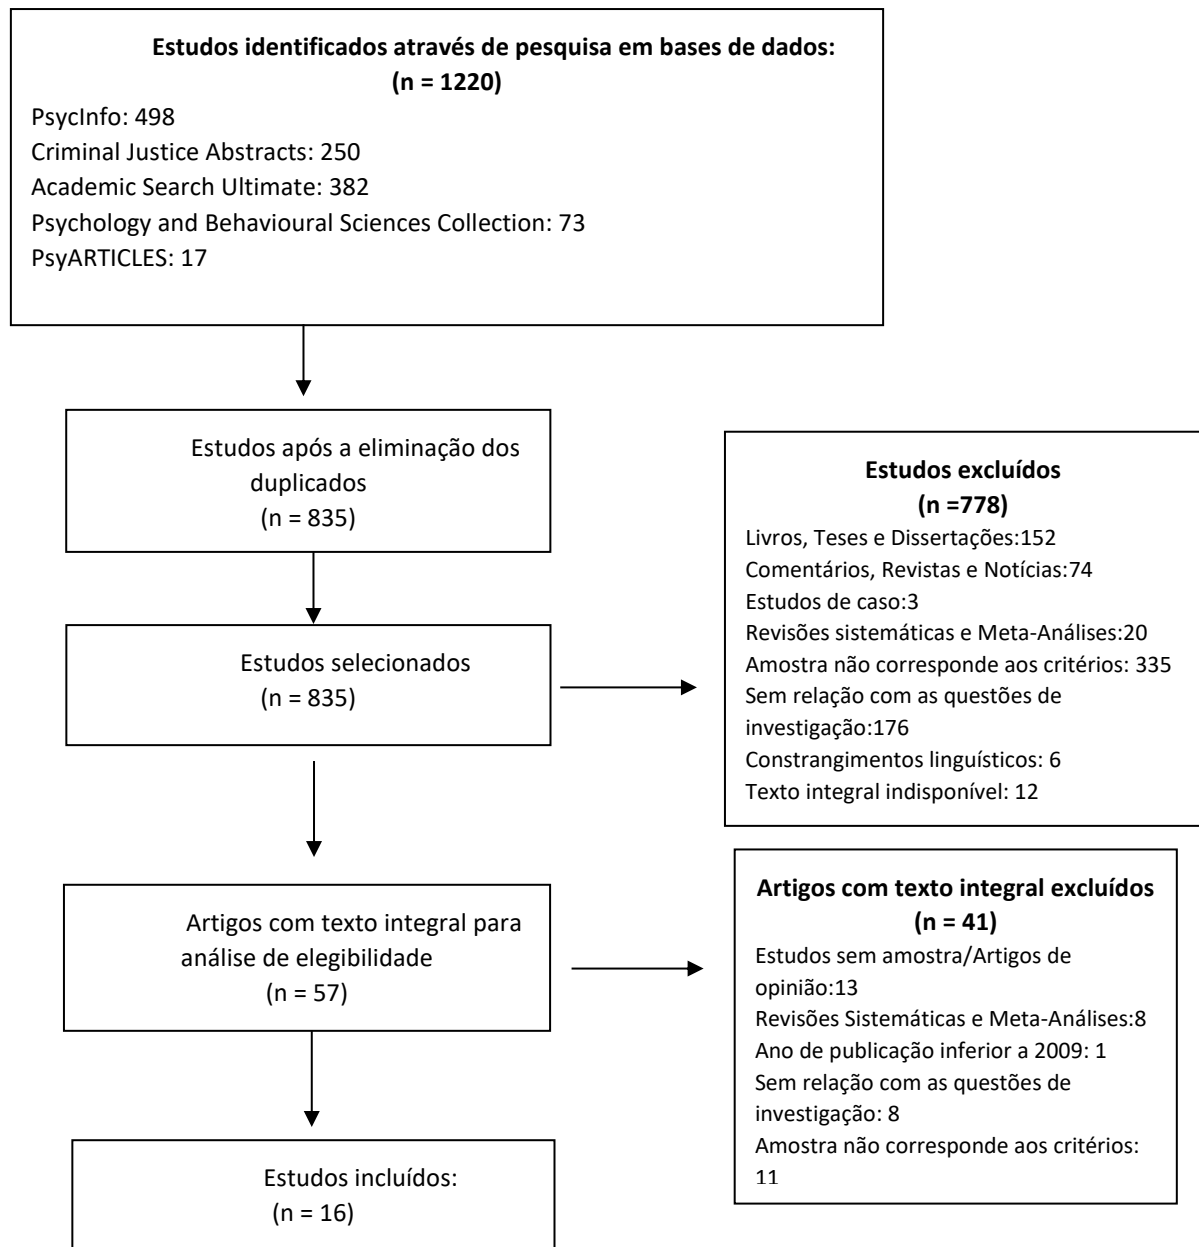 Estudos identificados através de pesquisa em bases de dados:
(n = 1220)
PsycInfo: 498
Criminal Justice Abstracts: 250
Academic Search Ultimate: 382
Psychology and Behavioural Sciences Collection: 73
PsyARTICLES: 17
Estudos após a eliminação dos
duplicados
(n = 835)
Estudos excluídos
(n =778)
Livros, Teses e Dissertações:152
Comentários, Revistas e Notícias:74
Estudos de caso:3
Revisões sistemáticas e Meta-Análises:20
Amostra não corresponde aos critérios: 335
Sem relação com as questões de
investigação:176
Constrangimentos linguísticos: 6
Texto integral indisponível: 12
Estudos selecionados
(n = 835)
Artigos com texto integral para
análise de elegibilidade
(n = 57)
Artigos com texto integral excluídos
(n = 41)
Estudos sem amostra/Artigos de
opinião:13
Revisões Sistemáticas e Meta-Análises:8
Ano de publicação inferior a 2009: 1
Sem relação com as questões de
investigação: 8
Amostra não corresponde aos critérios:
11
Estudos incluídos:
(n = 16)